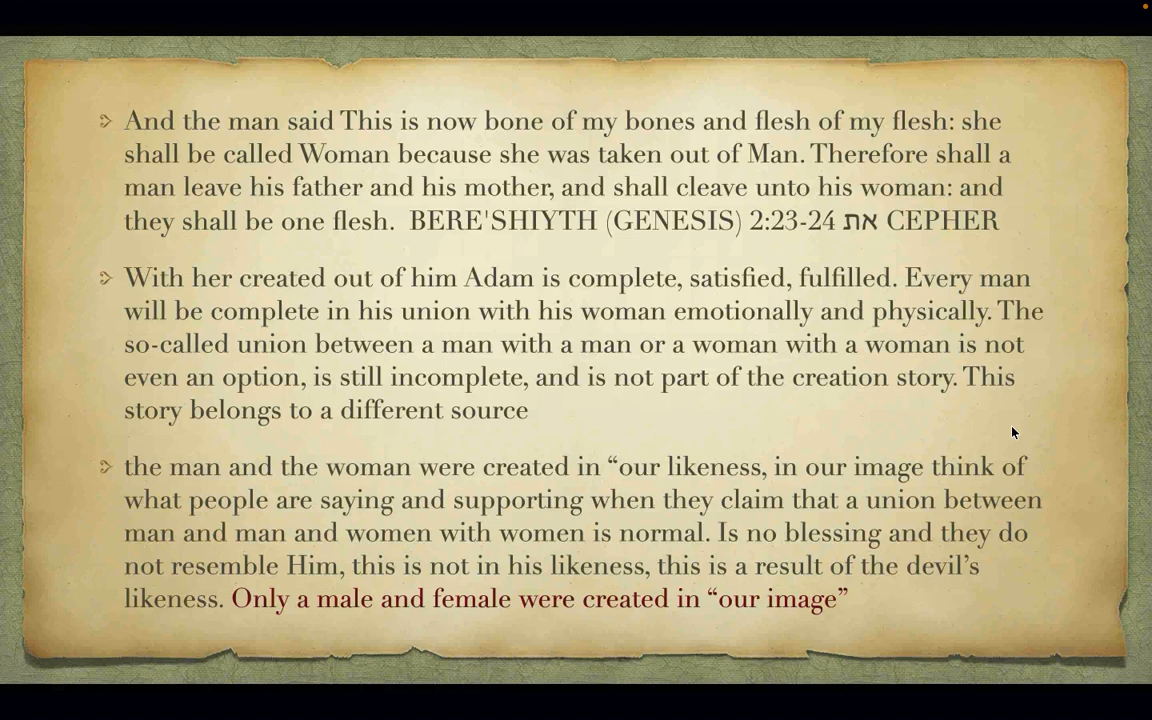 And the man said This is now bone of my bones and flesh of my flesh: she
shall be called Woman because she was taken out of Man. Therefore shall a
man leave his father and his mother, and shall cleave unto his woman: and
they shall be one flesh.  BERE'SHIYTH (GENESIS) 2:23-24 את CEPHER
With her created out of him Adam is complete, satisfied, fulfilled. Every man
will be complete in his union with his woman emotionally and physically. The
so-called union between a man with a man or a woman with a woman is not
even an option, is still incomplete, and is not part of the creation story. This
story belongs to a different source
the man and the woman were created in “our likeness, in our image think of
what people are saying and supporting when they claim that a union between
man and man and women with women is normal. Is no blessing and they do
not resemble Him, this is not in his likeness, this is a result of the devil’s
likeness. Only a male and female were created in “our image”